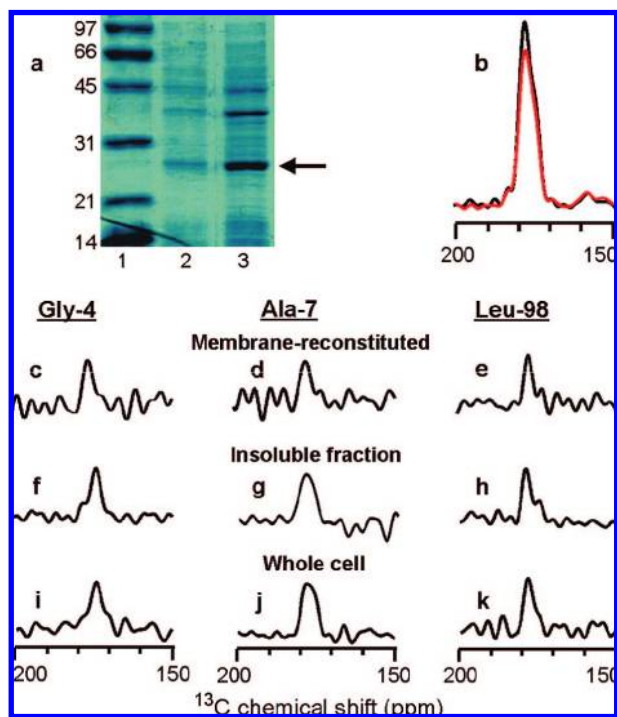 97
66
a
45
31
21
14
1 2 3
b
200 150
Gly-4 Ala-7 Leu-98
Membrane-reconstituted
c d e
Insoluble fraction
f g h
Whole cell
i j k
200 150 200 150 200 150
13C chemical shift (ppm)